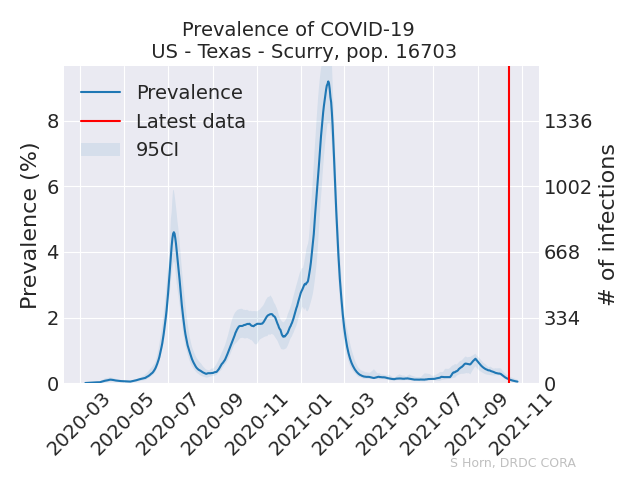 Prevalence of COVID-19
US - Texas - Scurry, pop. 16703
Prevalence
Latest data
95CI
Prevalence (%)
8
6
4
2
0
1336
1002
668
334
0
# of infections
2020-03
2020-05
2020-07
2020-09
2020-11
2021-01
2021-03
2021-05
2021-07
2021-09
2021-11
S Horn, DRDC CORA